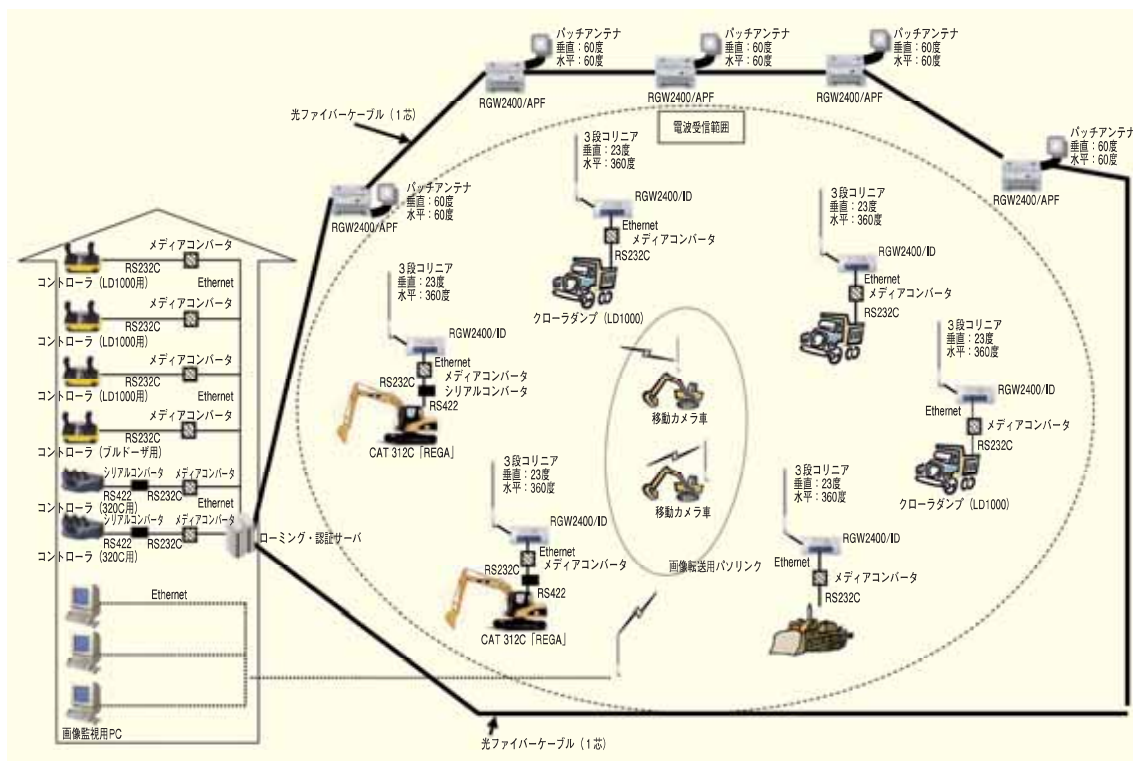 パッチアンテナ
垂直：60度
水平：60度
RGW2400/APF
パッチアンテナ
垂直：60度
水平：60度
RGW2400/APF
パッチアンテナ
垂直：60度
水平：60度
RGW2400/APF
パッチアンテナ
垂直：60度
水平：60度
RGW2400/APF
パッチアンテナ
垂直：60度
水平：60度
RGW2400/APF
光ファイバーケーブル（1芯）
電波受信範囲
3段コリニア
垂直：23度
水平：360度
RGW2400/ID
Ethernet
メディアコンバータ
RS232C
クローラダンプ（LD1000）
3段コリニア
垂直：23度
水平：360度
RGW2400/ID
Ethernet
メディアコンバータ
RS232C
3段コリニア
垂直：23度
水平：360度
RGW2400/ID
Ethernet
メディアコンバータ
RS232C
シリアルコンバータ
RS422
CAT 312C「REGA」
3段コリニア
垂直：23度
水平：360度
RGW2400/ID
Ethernet
メディアコンバータ
RS232C
クローラダンプ（LD1000）
移動カメラ車
移動カメラ車
画像転送用パソリンク
3段コリニア
垂直：23度
水平：360度
RGW2400/ID
Ethernet
メディアコンバータ
RS232C
RS422
CAT 312C「REGA」
3段コリニア
垂直：23度
水平：360度
RGW2400/ID
Ethernet
メディアコンバータ
RS232C
メディアコンバータ
RS232C
Ethernet
コントローラ（LD1000用）
メディアコンバータ
RS232C
コントローラ（LD1000用）
メディアコンバータ
RS232C
Ethernet
コントローラ（LD1000用）
メディアコンバータ
RS232C
コントローラ（ブルドーザ用）
シリアルコンバータ
メディアコンバータ
RS422
RS232C
Ethernet
コントローラ（320C用）
シリアルコンバータ
メディアコンバータ
RS422
RS232C
コントローラ（320C用）
ローミング・認証サーバ
Ethernet
画像監視用PC
光ファイバーケーブル（1芯）